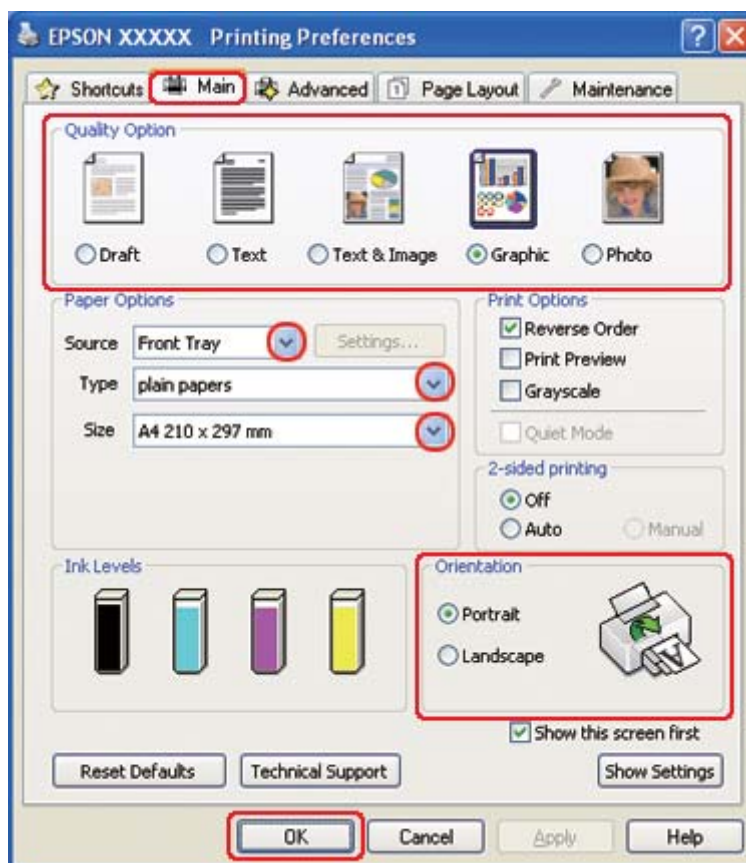 EPSON XXXXX Printing Preferences
Shortcuts Main Advanced 1 Page Layout Maintenance
Quality Option
Draft Text Text & Image Graphic Photo
Paper Options
Source Front Tray Settings...
Type plain papers
Size A4 210 x 297 mm
Print Options
Reverse Order
Print Preview
Grayscale
Quiet Mode
2-sided printing
Off
Auto Manual
Ink Levels
Orientation
Portrait
Landscape
A
Show this screen first
Reset Defaults Technical Support Show Settings
OK Cancel Apply Help